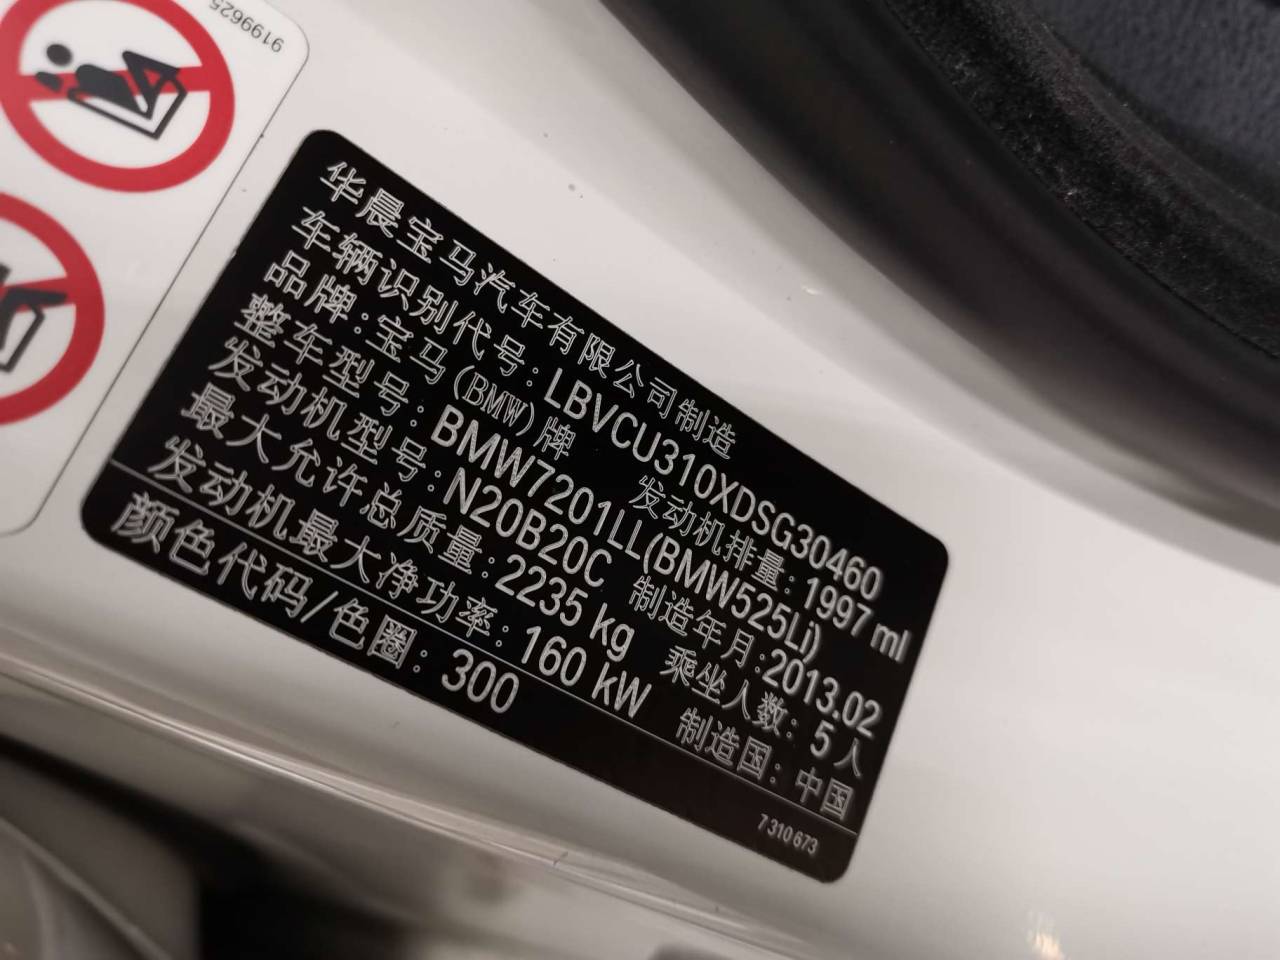 9199625
华晨宝马汽车有限公司制造
车辆识别代号: LBVCU310XDSG30460
品牌:宝马(BMW)牌 发动机排量: 1997 ml
整车型号: BMW7201LL(BMW525Li)
发动机型号: N20B20C 制造年月:2013.02
最大允许总质量: 2235 kg 乘坐人数: 5 人
发动机最大净功率: 160 kW 制造国: 中国
颜色代码/色圈: 300
7310673